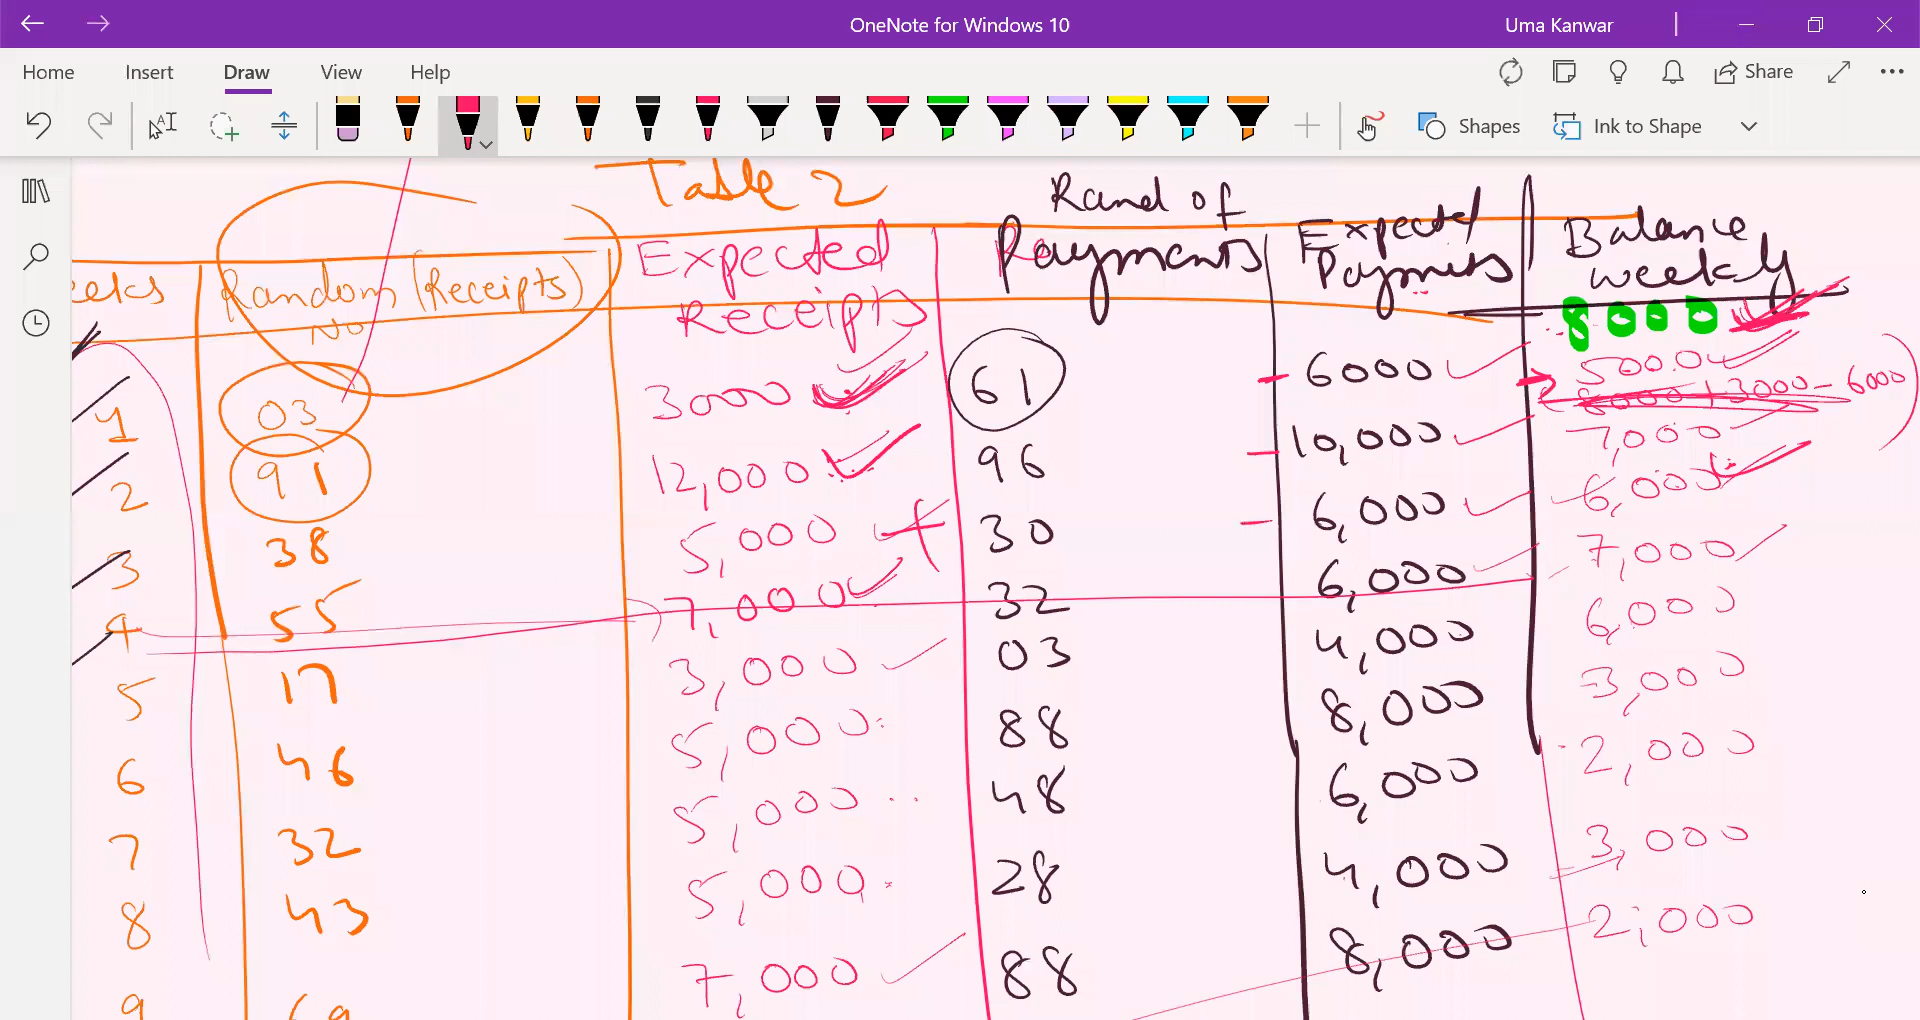 OneNote for Windows 10
Uma Kanwar
Home Insert Draw View Help
Share
Shapes
Ink to Shape
Table 2
eeks
Random (Receipts)
No
Expected
Receipts
Rand of
Payments
Expected
Payments
Balance
weekly
8000
1 03 3000 61 6000 5000
8000+3000-6000
2 91 12,000 96 10,000 7,000
3 38 5,000 30 6,000 6,000
4 55 7,000 32 6,000 7,000
5 17 3,000 03 4,000 6,000
6 46 5,000 88 8,000 3,000
7 32 5,000 48 6,000 2,000
8 43 5,000 28 4,000 3,000
9 69 7,000 88 8,000 2,000